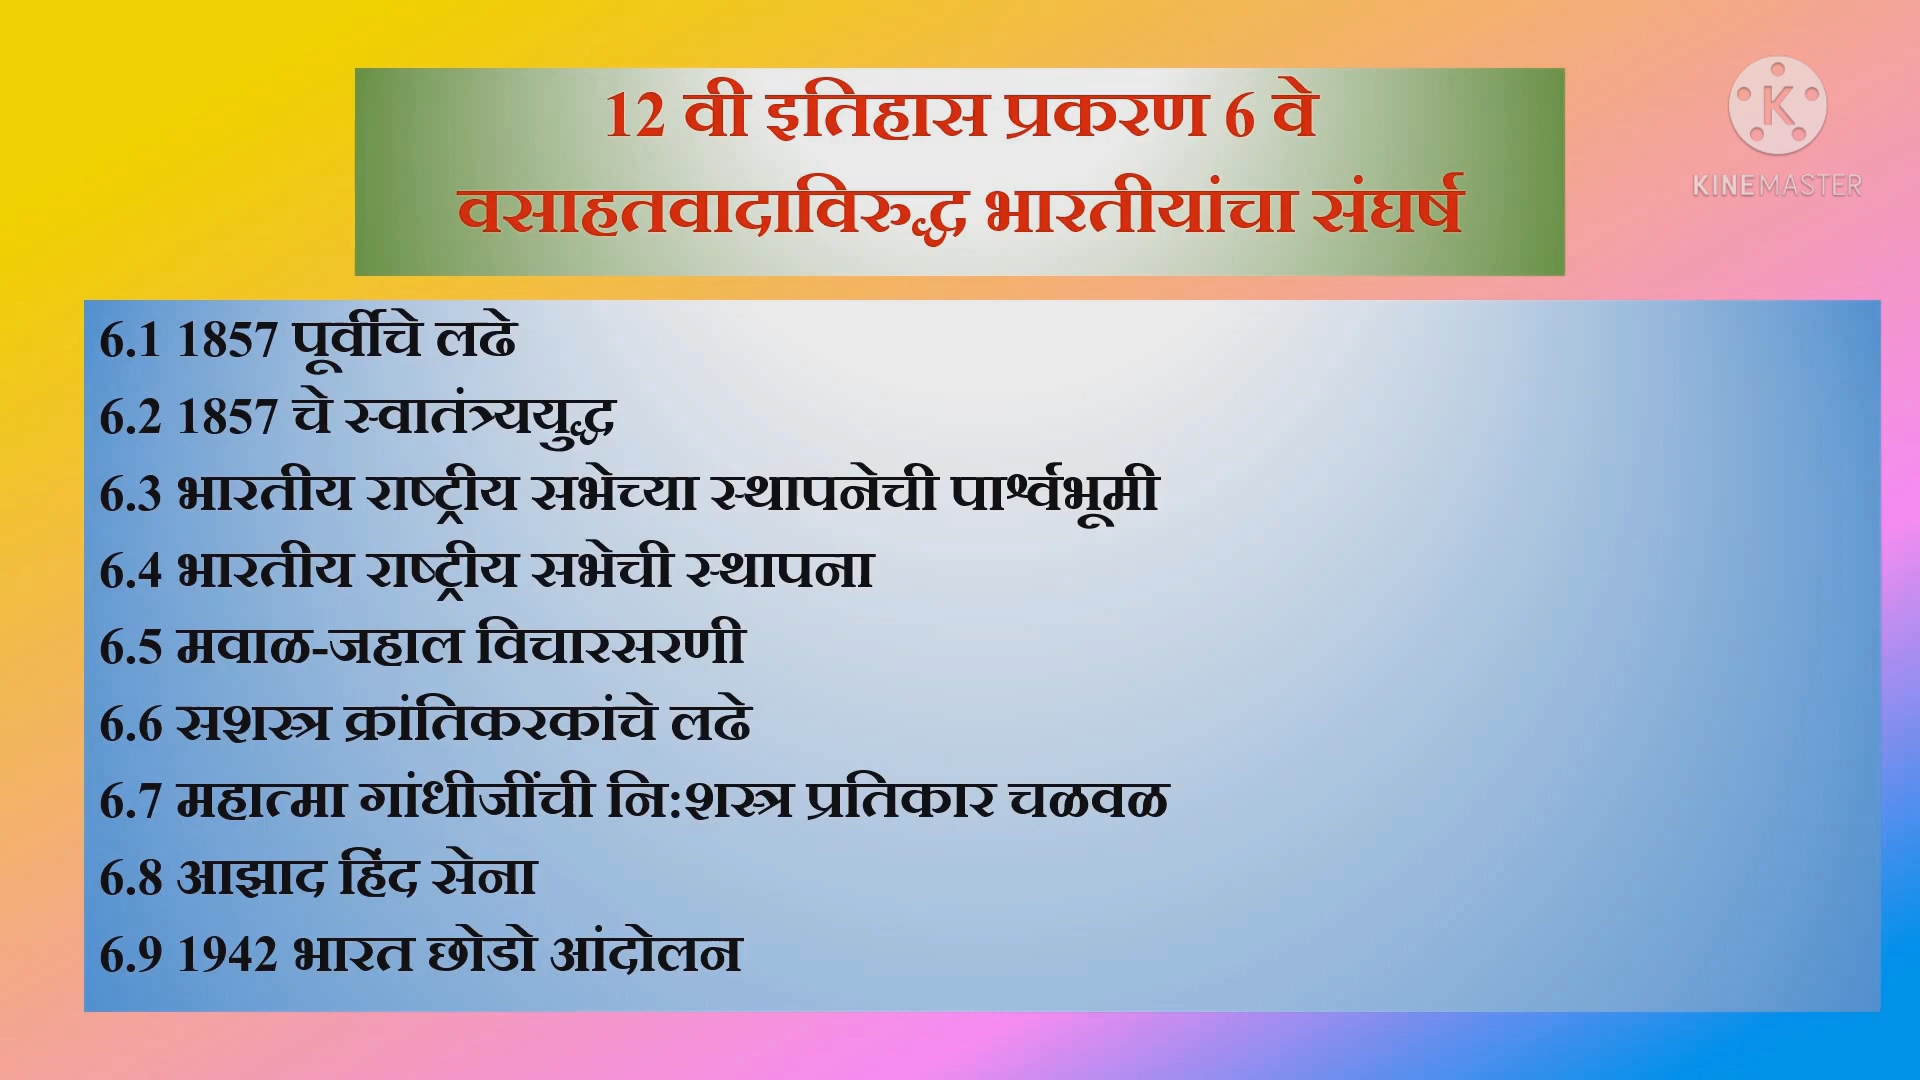 12 वी इतिहास प्रकरण 6 वे
वसाहतवादाविरुद्ध भारतीयांचा संघर्ष
K
KINEMASTER
6.1 1857 पूर्वीचे लढे
6.2 1857 चे स्वातंत्र्ययुद्ध
6.3 भारतीय राष्ट्रीय सभेच्या स्थापनेची पार्श्वभूमी
6.4 भारतीय राष्ट्रीय सभेची स्थापना
6.5 मवाळ-जहाल विचारसरणी
6.6 सशस्त्र क्रांतिकरकांचे लढे
6.7 महात्मा गांधीजींची नि:शस्त्र प्रतिकार चळवळ
6.8 आझाद हिंद सेना
6.9 1942 भारत छोडो आंदोलन